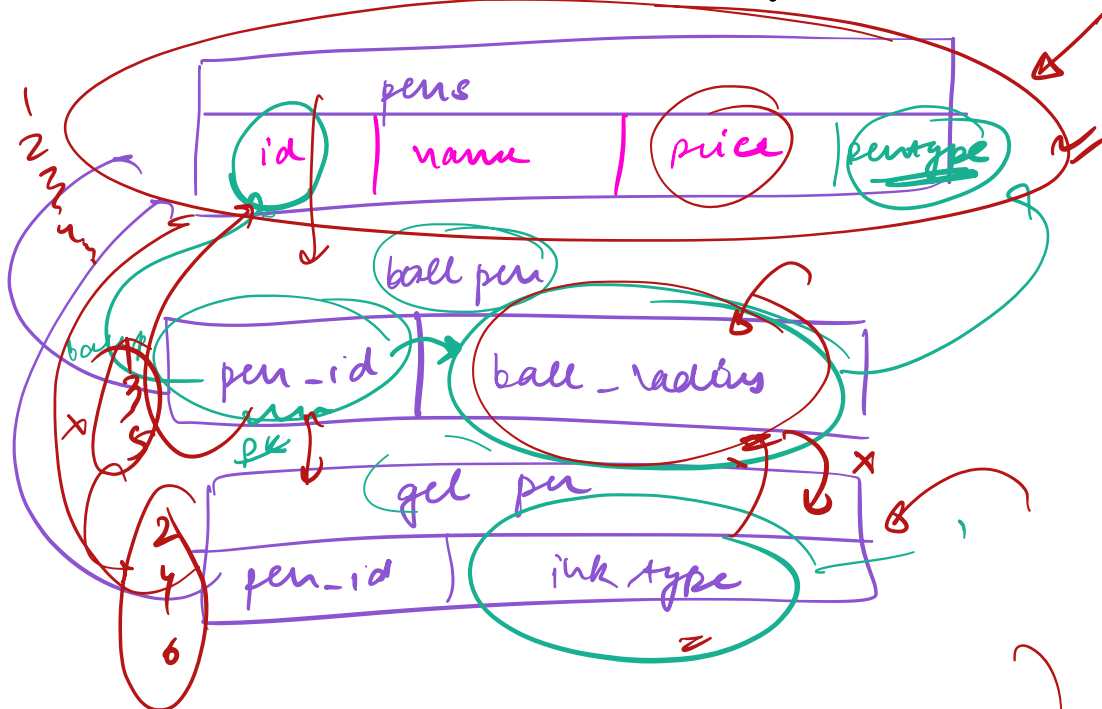 pens
id name price pentype
ball pen
pen_id ball_radius
3
5
pk
gel pen
2
pen_id ink type
4
6